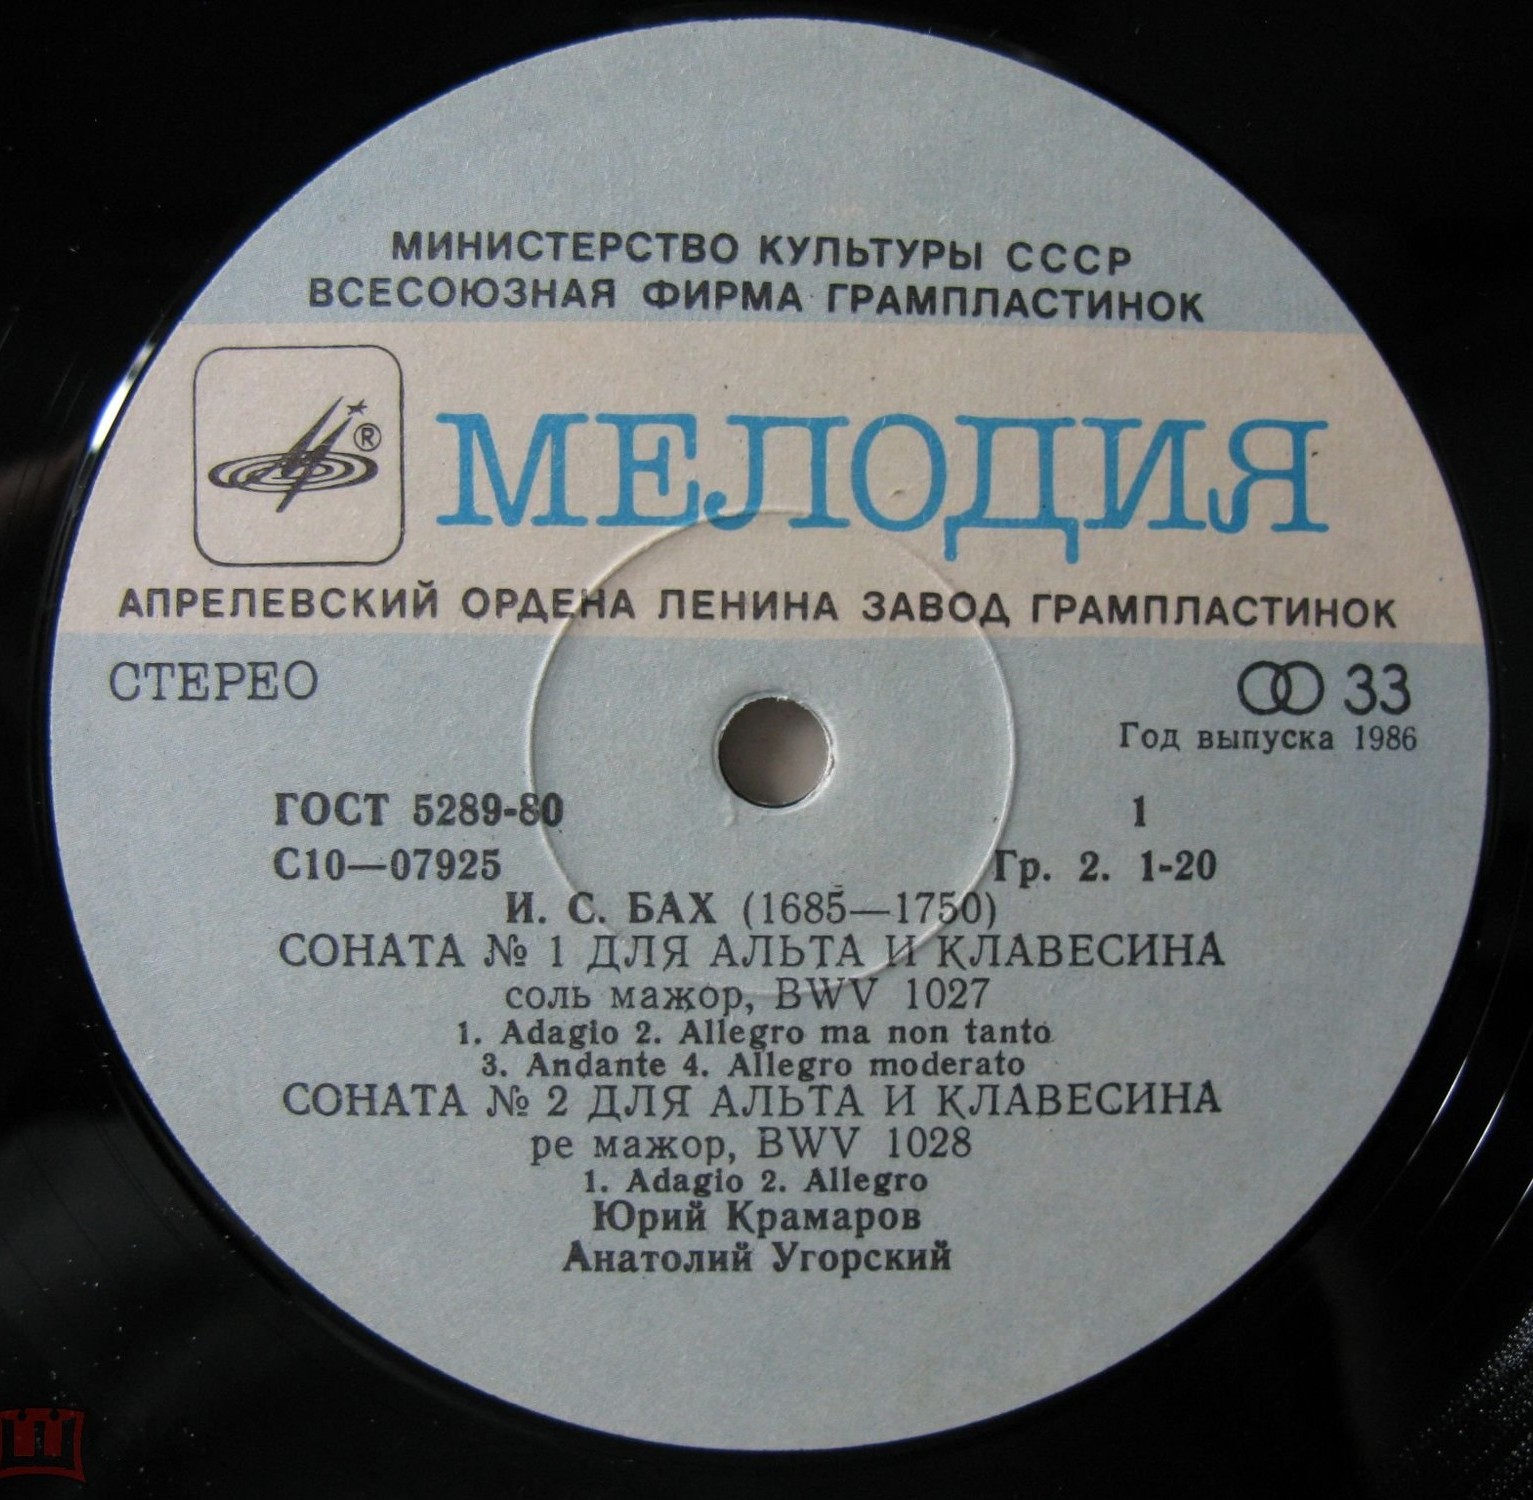 МИНИСТЕРСТВО КУЛЬТУРЫ СССР
ВСЕСОЮЗНАЯ ФИРМА ГРАМПЛАСТИНОК
®
МЕЛОДИЯ
АПРЕЛЕВСКИЙ ОРДЕНА ЛЕНИНА ЗАВОД ГРАМПЛАСТИНОК
СТЕРЕО 33
Год выпуска 1986
ГОСТ 5289-80 1
С10—07925 Гр. 2. 1-20
И. С. БАХ (1685—1750)
СОНАТА № 1 ДЛЯ АЛЬТА И КЛАВЕСИНА
соль мажор, BWV 1027
1. Adagio 2. Allegro ma non tanto
3. Andante 4. Allegro moderato
СОНАТА № 2 ДЛЯ АЛЬТА И КЛАВЕСИНА
ре мажор, BWV 1028
1. Adagio 2. Allegro
Юрий Крамаров
Анатолий Угорский